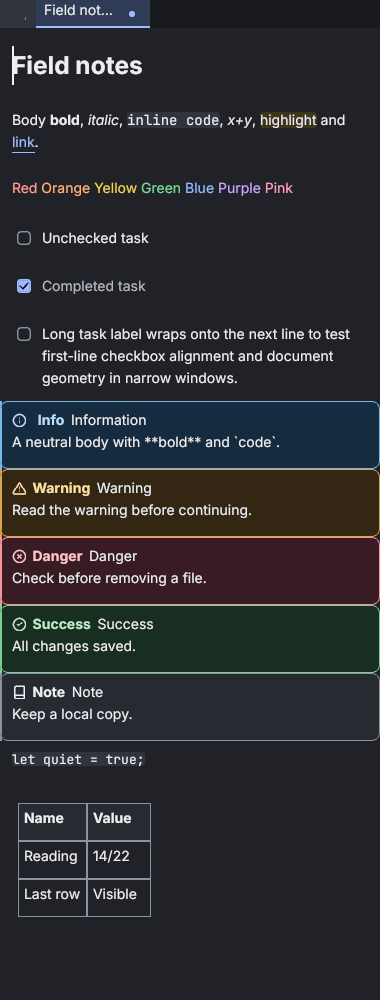 Field not...
Field notes
Body bold, italic, inline code, x+y, highlight and
link.
Red Orange Yellow Green Blue Purple Pink
Unchecked task
Completed task
Long task label wraps onto the next line to test
first-line checkbox alignment and document
geometry in narrow windows.
Info Information
A neutral body with **bold** and `code`.
Warning Warning
Read the warning before continuing.
Danger Danger
Check before removing a file.
Success Success
All changes saved.
Note Note
Keep a local copy.
let quiet = true;
Name Value
Reading 14/22
Last row Visible